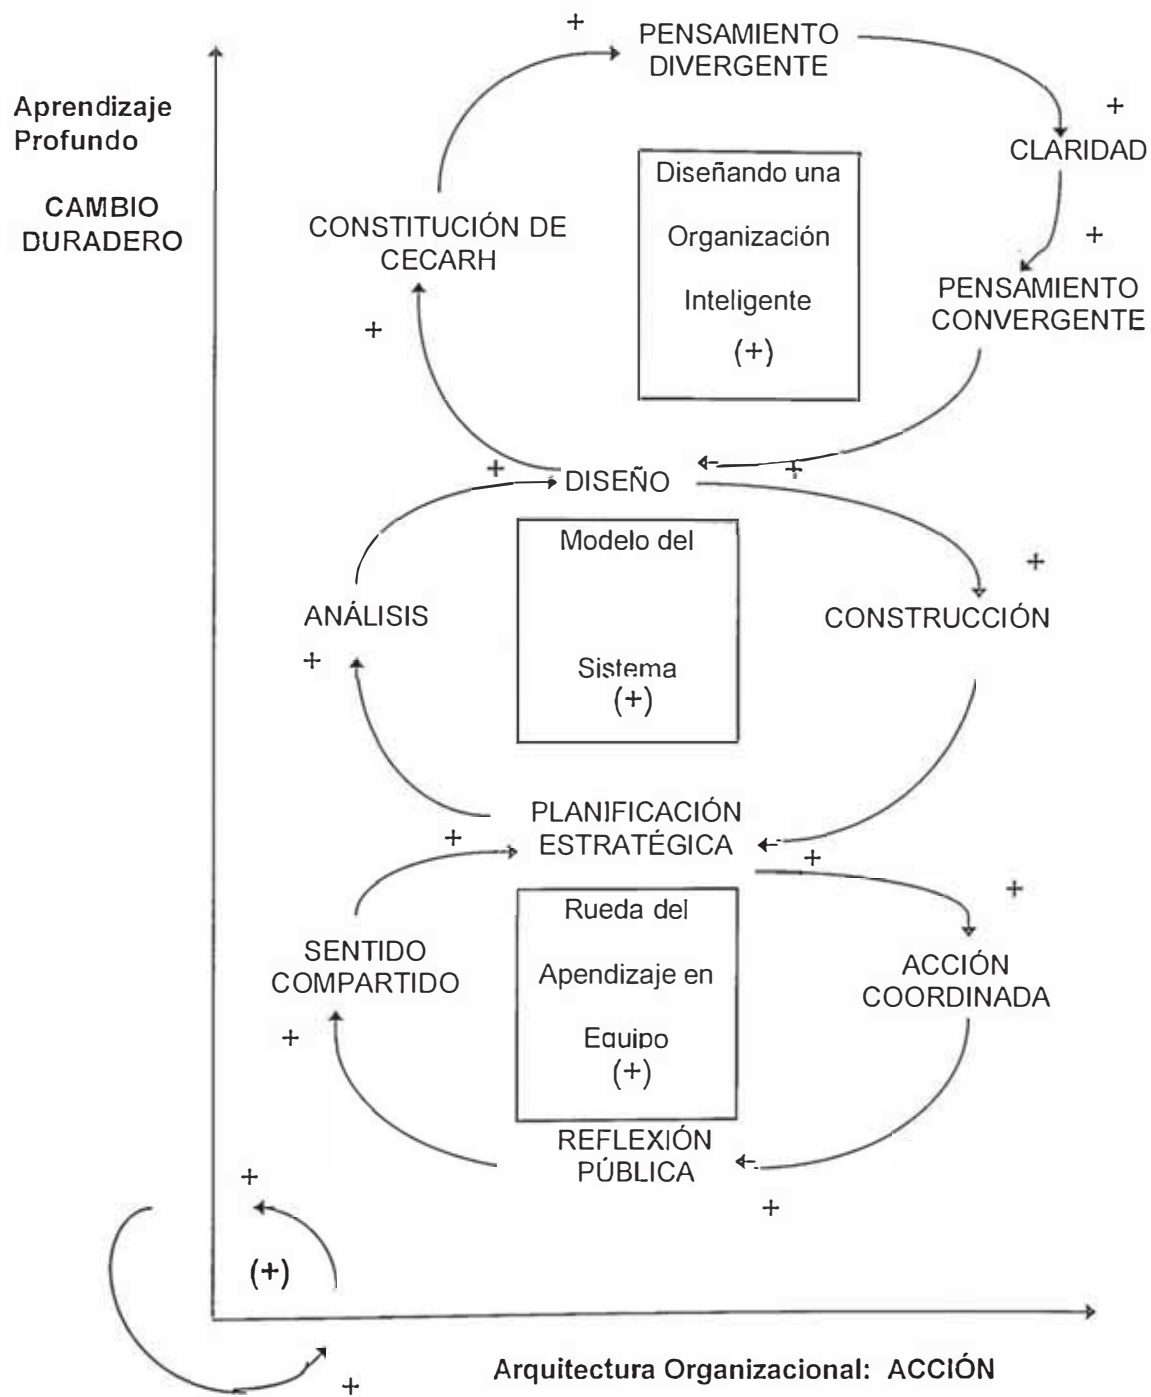 +
PENSAMIENTO
DIVERGENTE
Aprendizaje
Profundo
+
CLARIDAD
CAMBIO
DURADERO
CONSTITUCIÓN DE
CECARH
Diseñando una
Organización
Inteligente
(+)
+
PENSAMIENTO
CONVERGENTE
+
+
DISEÑO
+
Modelo del
Sistema
(+)
+
ANÁLISIS
+
CONSTRUCCIÓN
PLANIFICACIÓN
ESTRATÉGICA
+
+
+
Rueda del
Apendizaje en
Equipo
(+)
SENTIDO
COMPARTIDO
+
ACCIÓN
COORDINADA
REFLEXIÓN
PÚBLICA
+
+
(+)
+
Arquitectura Organizacional: ACCIÓN